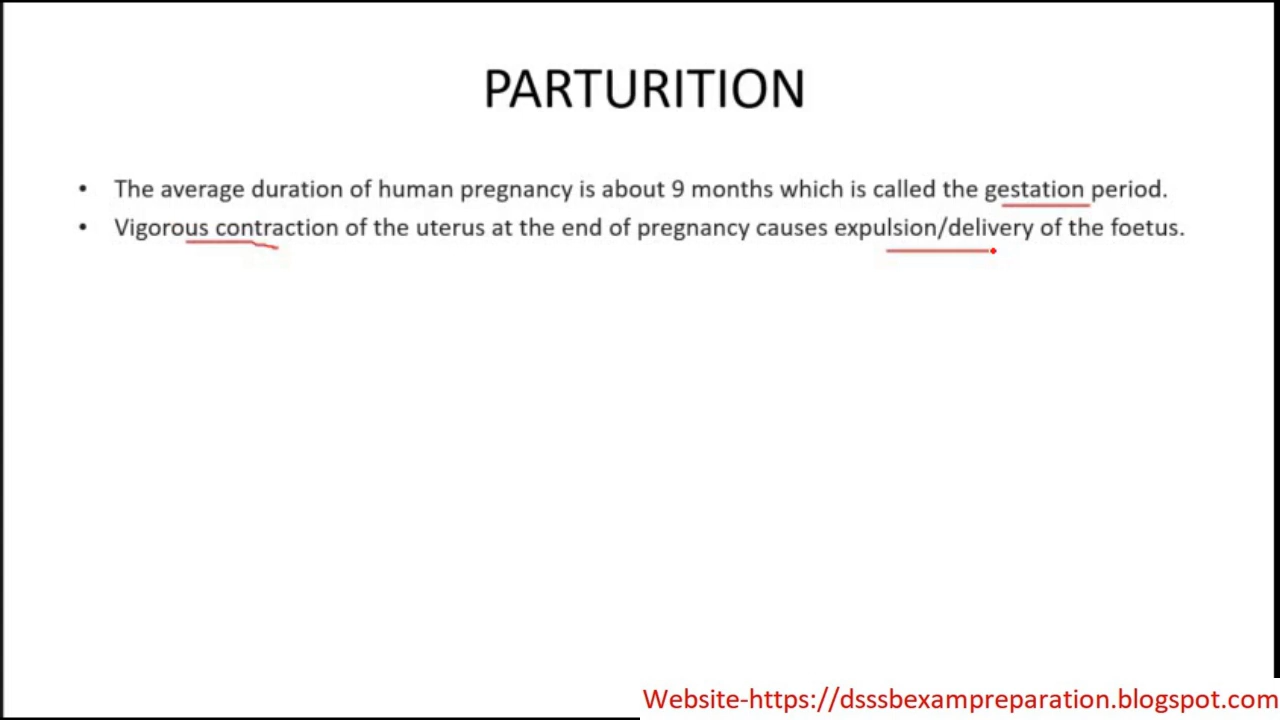 PARTURITION
• The average duration of human pregnancy is about 9 months which is called the gestation period.
• Vigorous contraction of the uterus at the end of pregnancy causes expulsion/delivery of the foetus.
Website-https://dsssbexampreparation.blogspot.com